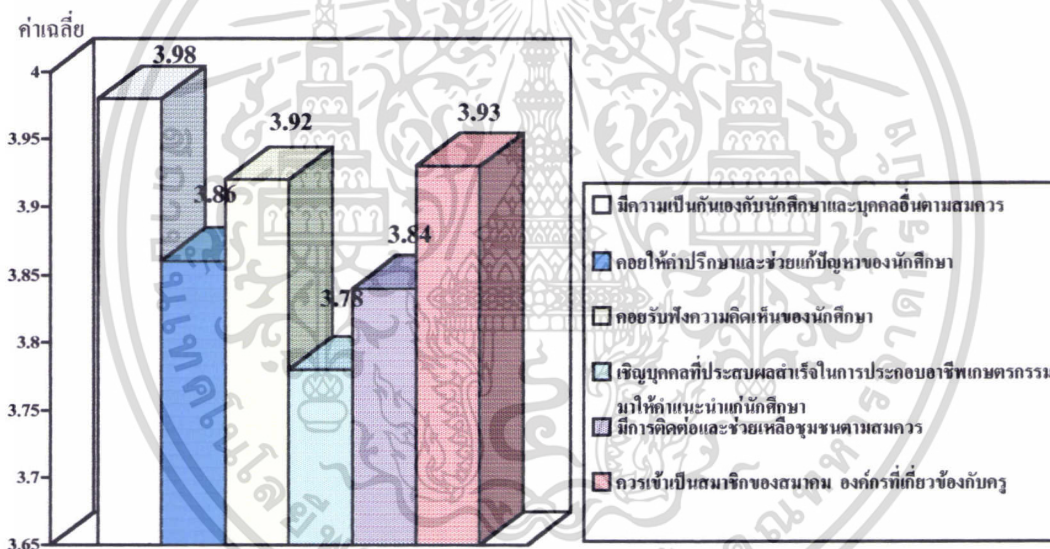 ค่าเฉลี่ย
4
3.95
3.9
3.85
3.8
3.75
3.7
3.65
3.98
3.86
3.92
3.78
3.84
3.93
มีความเป็นกันเองกับนักศึกษาและบุคคลอื่นตามสมควร
คอยให้คำปรึกษาและช่วยแก้ปัญหาของนักศึกษา
คอยรับฟังความคิดเห็นของนักศึกษา
เชิญบุคคลที่ประสบผลสำเร็จในการประกอบอาชีพเกษตรกรรม
มาให้คำแนะนำแก่นักศึกษา
มีการติดต่อและช่วยเหลือชุมชนตามสมควร
ควรเข้าเป็นสมาชิกของสมาคม องค์กรที่เกี่ยวข้องกับครู